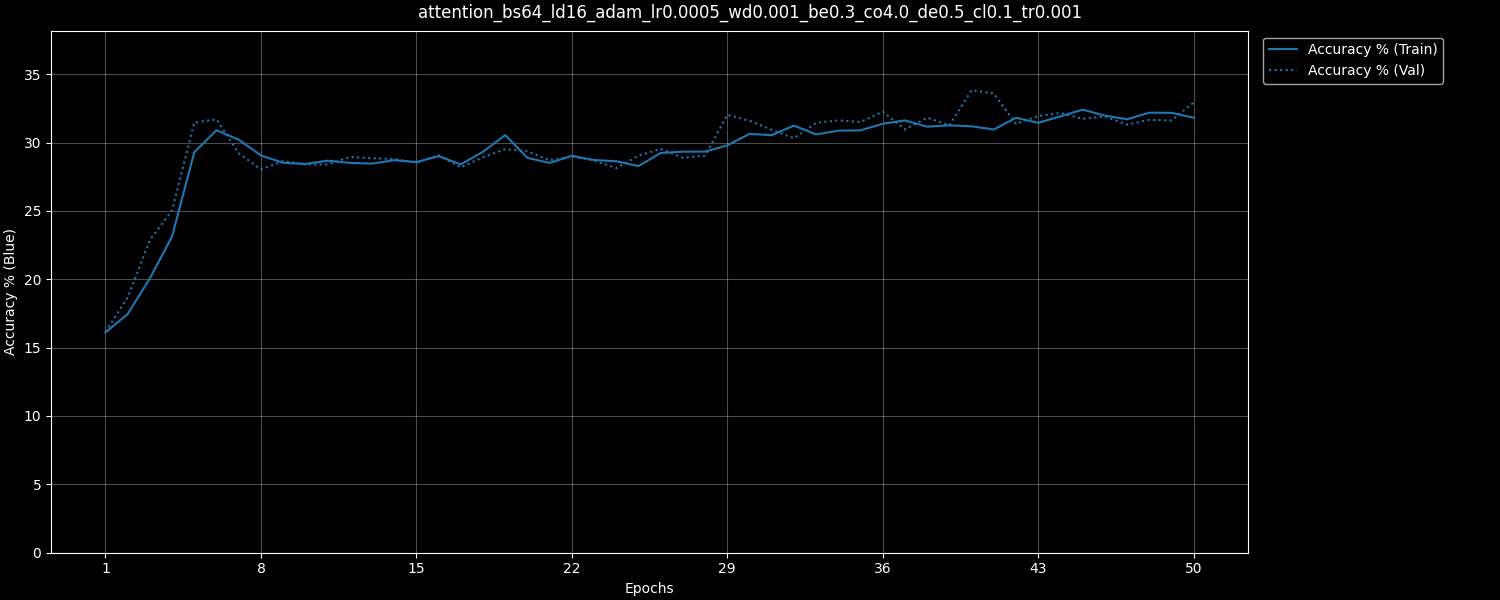 attention_bs64_ld16_adam_lr0.0005_wd0.001_be0.3_co4.0_de0.5_cl0.1_tr0.001
Accuracy % (Train)
Accuracy % (Val)
35
30
25
20
15
10
5
0
Accuracy % (Blue)
1 8 15 22 29 36 43 50
Epochs